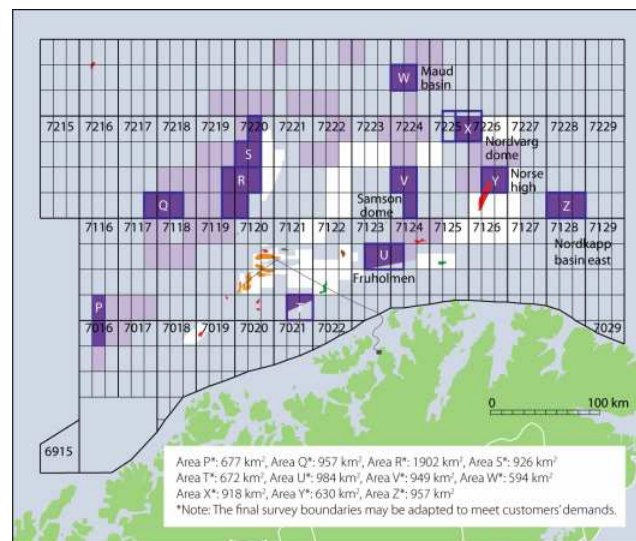 W Maud
basin
7215 7216 7217 7218 7219 7220 7221 7222 7223 7224 7225 X 7226 7227 7228 7229
Nordvarg
dome
S
R V Y Norse
high
Q Samson
dome Z
7116 7117 7118 7119 7120 7121 7122 7123 7124 7125 7126 7127 7128 7129
Nordkapp
basin east
U
Fruholmen
P T
7016 7017 7018 7019 7020 7021 7022 7029
0 100 km
6915
Area P*: 677 km², Area Q*: 957 km², Area R*: 1902 km², Area S*: 926 km²
Area T*: 672 km², Area U*: 984 km², Area V*: 949 km², Area W*: 594 km²
Area X*: 918 km², Area Y*: 630 km², Area Z*: 957 km²
*Note: The final survey boundaries may be adapted to meet customers' demands.